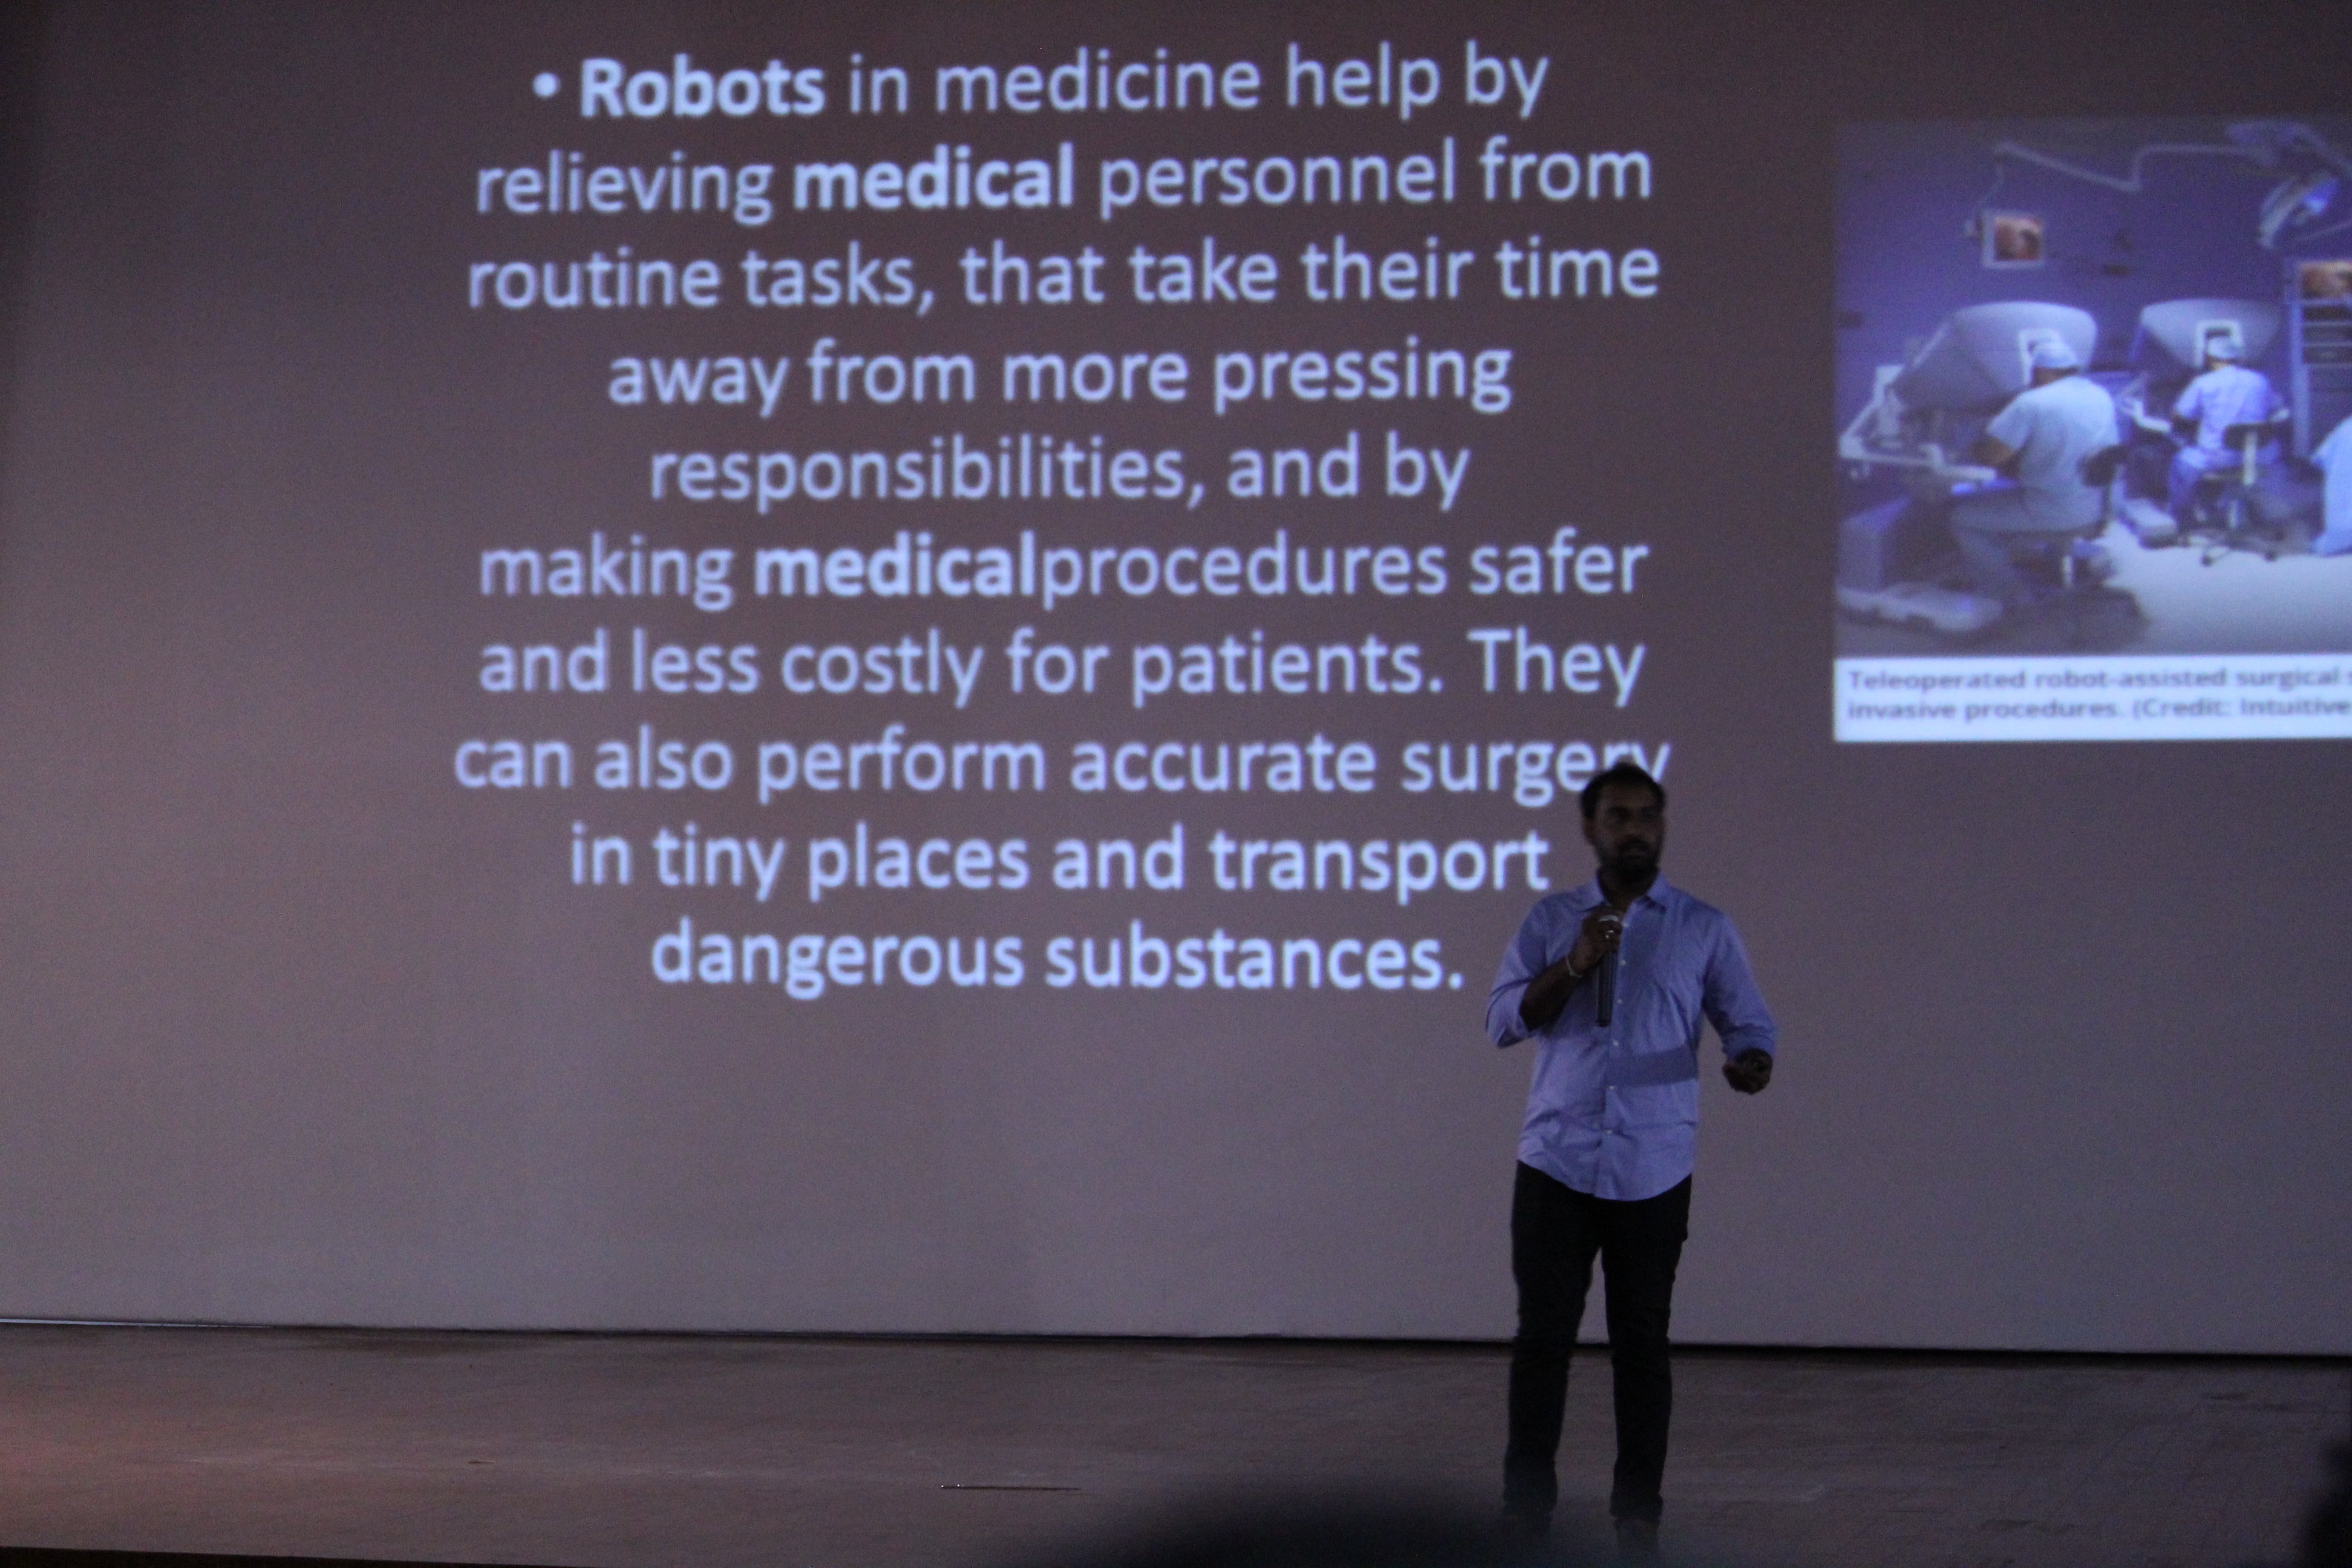 • Robots in medicine help by
relieving medical personnel from
routine tasks, that take their time
away from more pressing
responsibilities, and by
making medicalprocedures safer
and less costly for patients. They
can also perform accurate surgery
in tiny places and transport
dangerous substances.
Teleoperated robot-assisted surgical
invasive procedures. (Credit: Intuitive